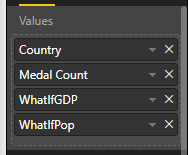 Values
Country
Medal Count
WhatIfGDP
WhatIfPop